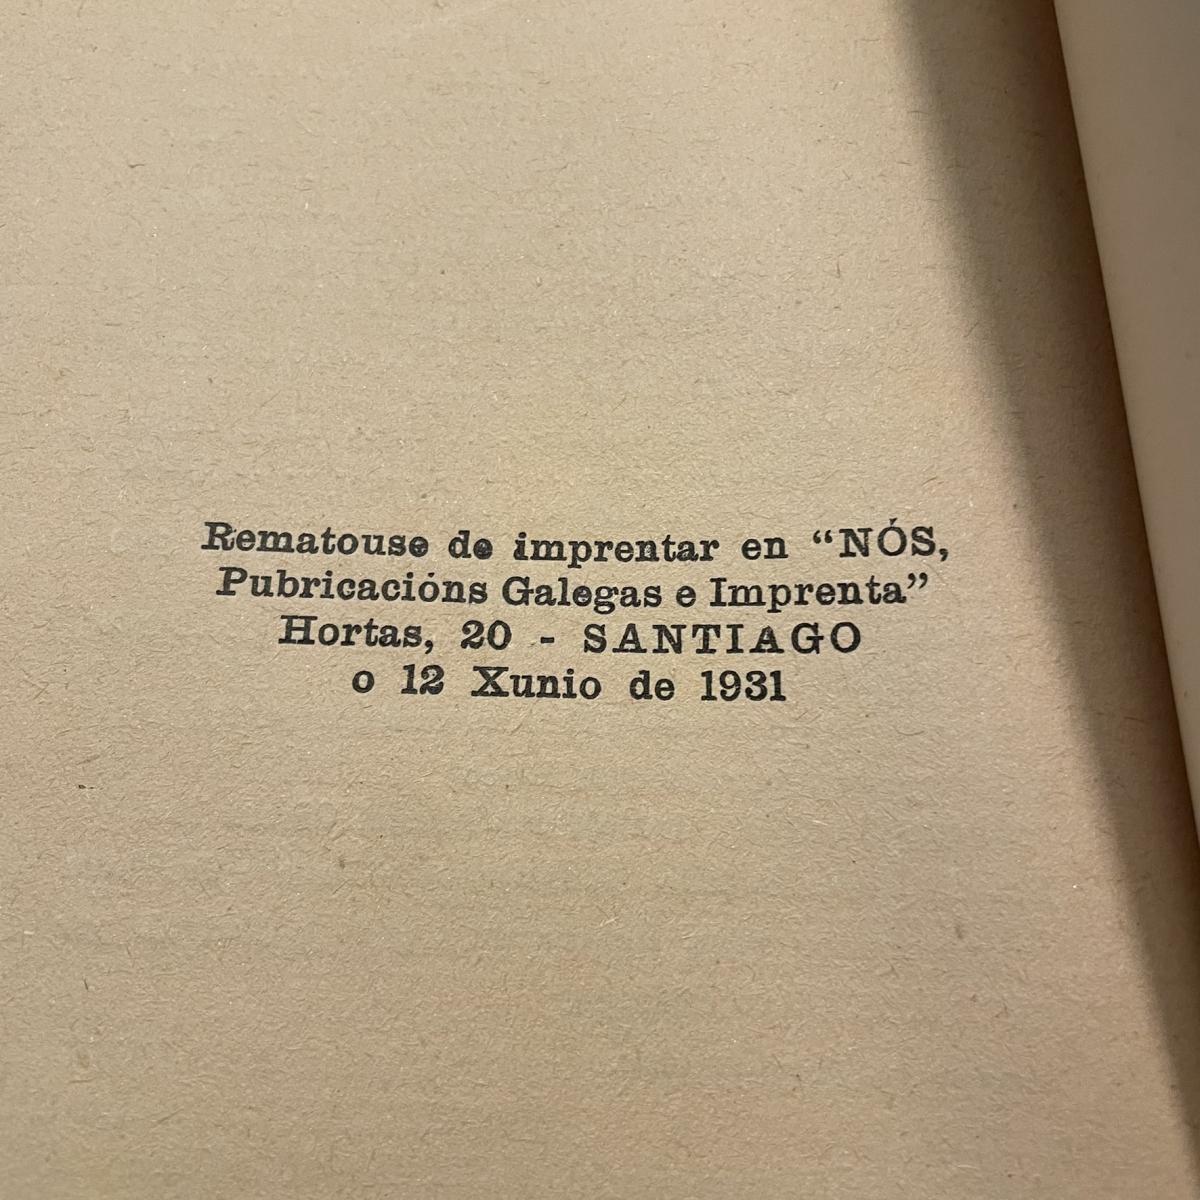 Rematouse de imprentar en “NÓS,
Pubricacións Galegas e Imprenta”
Hortas, 20 - SANTIAGO
o 12 Xunio de 1931